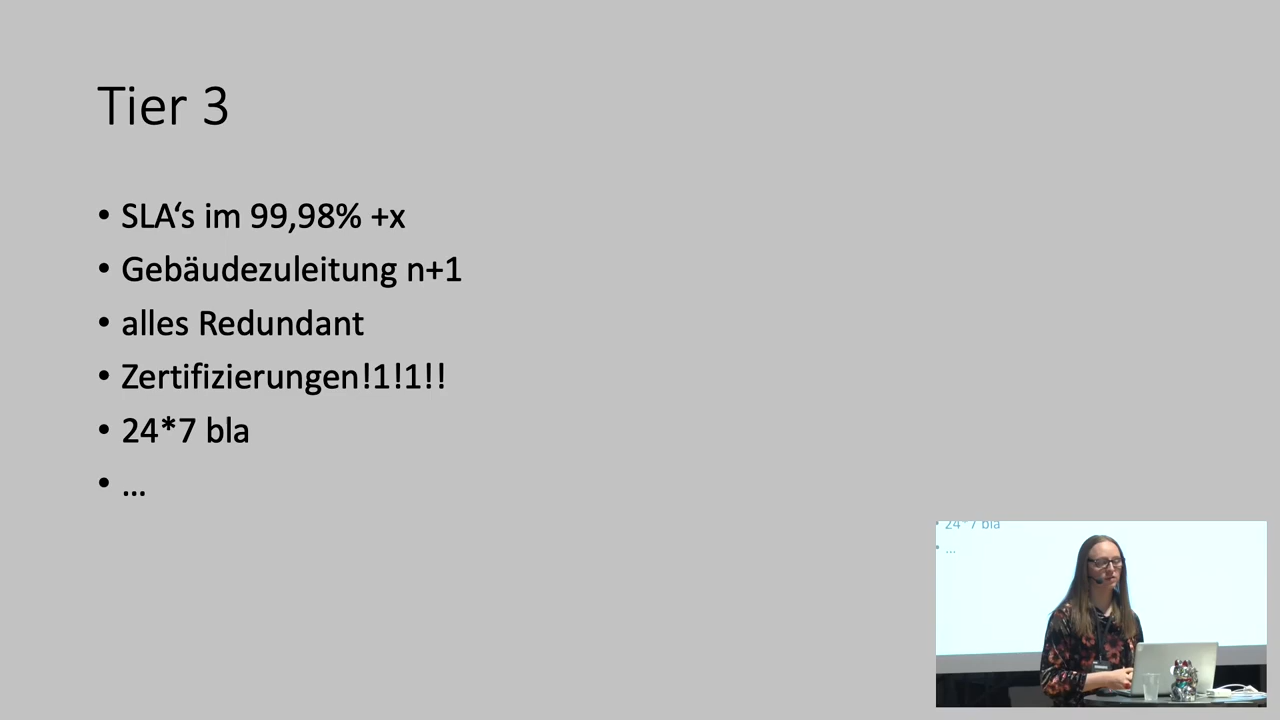 Tier 3
• SLA‘s im 99,98% +x
• Gebäudezuleitung n+1
• alles Redundant
• Zertifizierungen!1!1!!
• 24*7 bla
• …
• 24*7 bla
• …